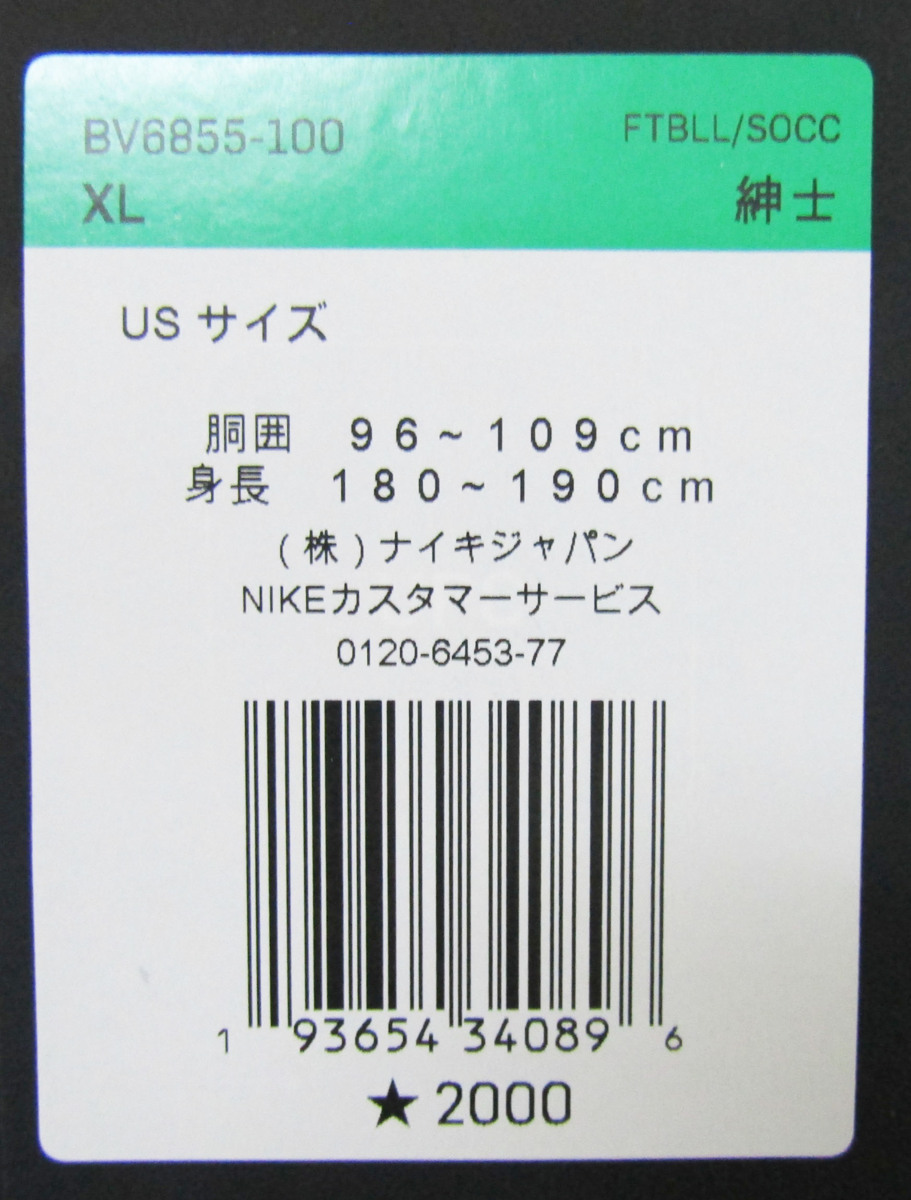 BV6855-100 FTBLL/SOCC
XL 紳士
US サイズ
胴囲 96~109cm
身長 180~190cm
(株)ナイキジャパン
NIKEカスタマーサービス
0120-6453-77
1 93654 34089 6
★2000